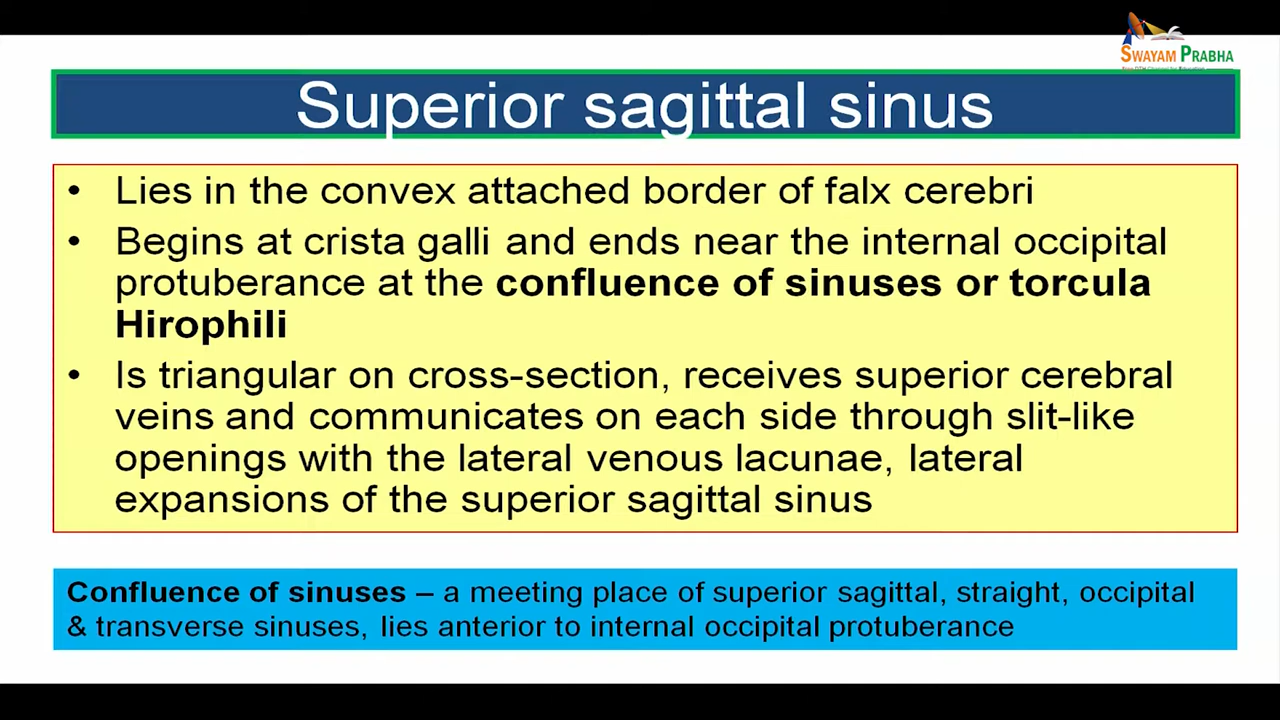 SWAYAM PRABHA
Superior sagittal sinus
• Lies in the convex attached border of falx cerebri
• Begins at crista galli and ends near the internal occipital
protuberance at the confluence of sinuses or torcula
Hirophili
• Is triangular on cross-section, receives superior cerebral
veins and communicates on each side through slit-like
openings with the lateral venous lacunae, lateral
expansions of the superior sagittal sinus
Confluence of sinuses – a meeting place of superior sagittal, straight, occipital
& transverse sinuses, lies anterior to internal occipital protuberance